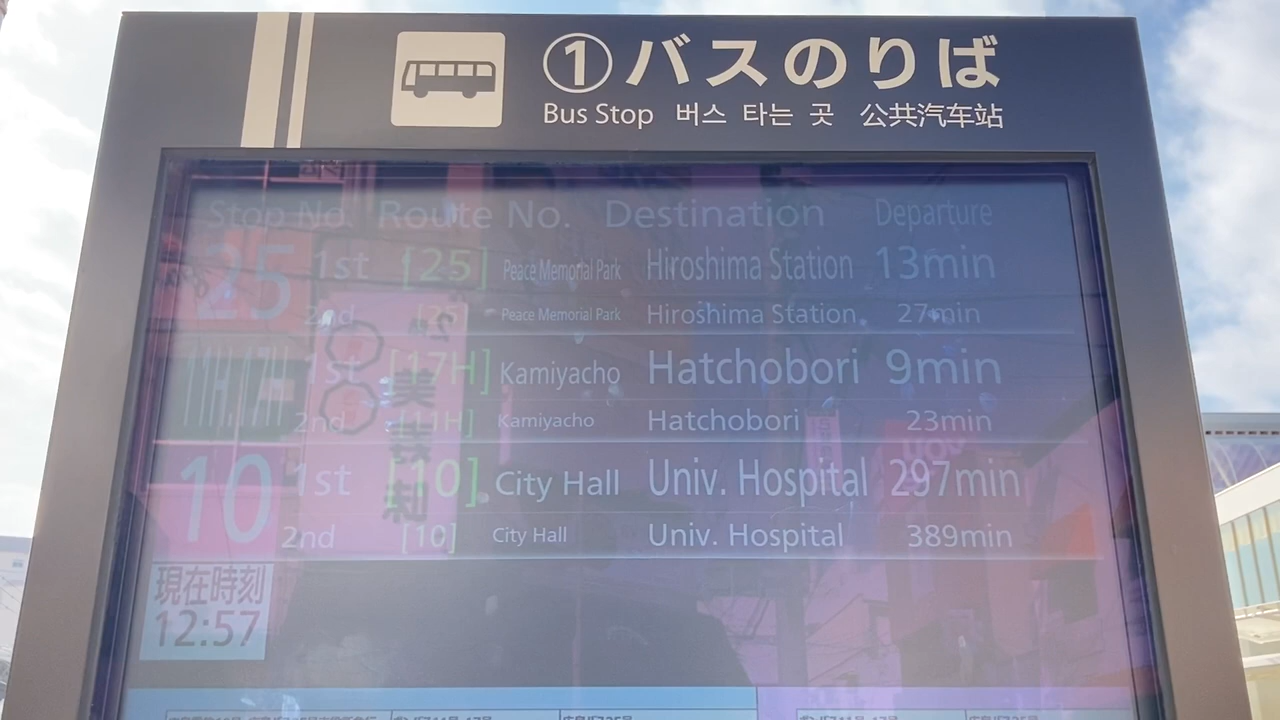 ①バスのりば
Bus Stop 버스 타는 곳 公共汽车站
Stop No. Route No. Destination Departure
25 1st [25] Peace Memorial Park Hiroshima Station 13min
2nd [25] Peace Memorial Park Hiroshima Station 27min
1st [17H] Kamiyacho Hatchobori 9min
2nd Kamiyacho Hatchobori 23min
10 1st [10] City Hall Univ. Hospital 297min
2nd [10] City Hall Univ. Hospital 389min
現在時刻
12:57